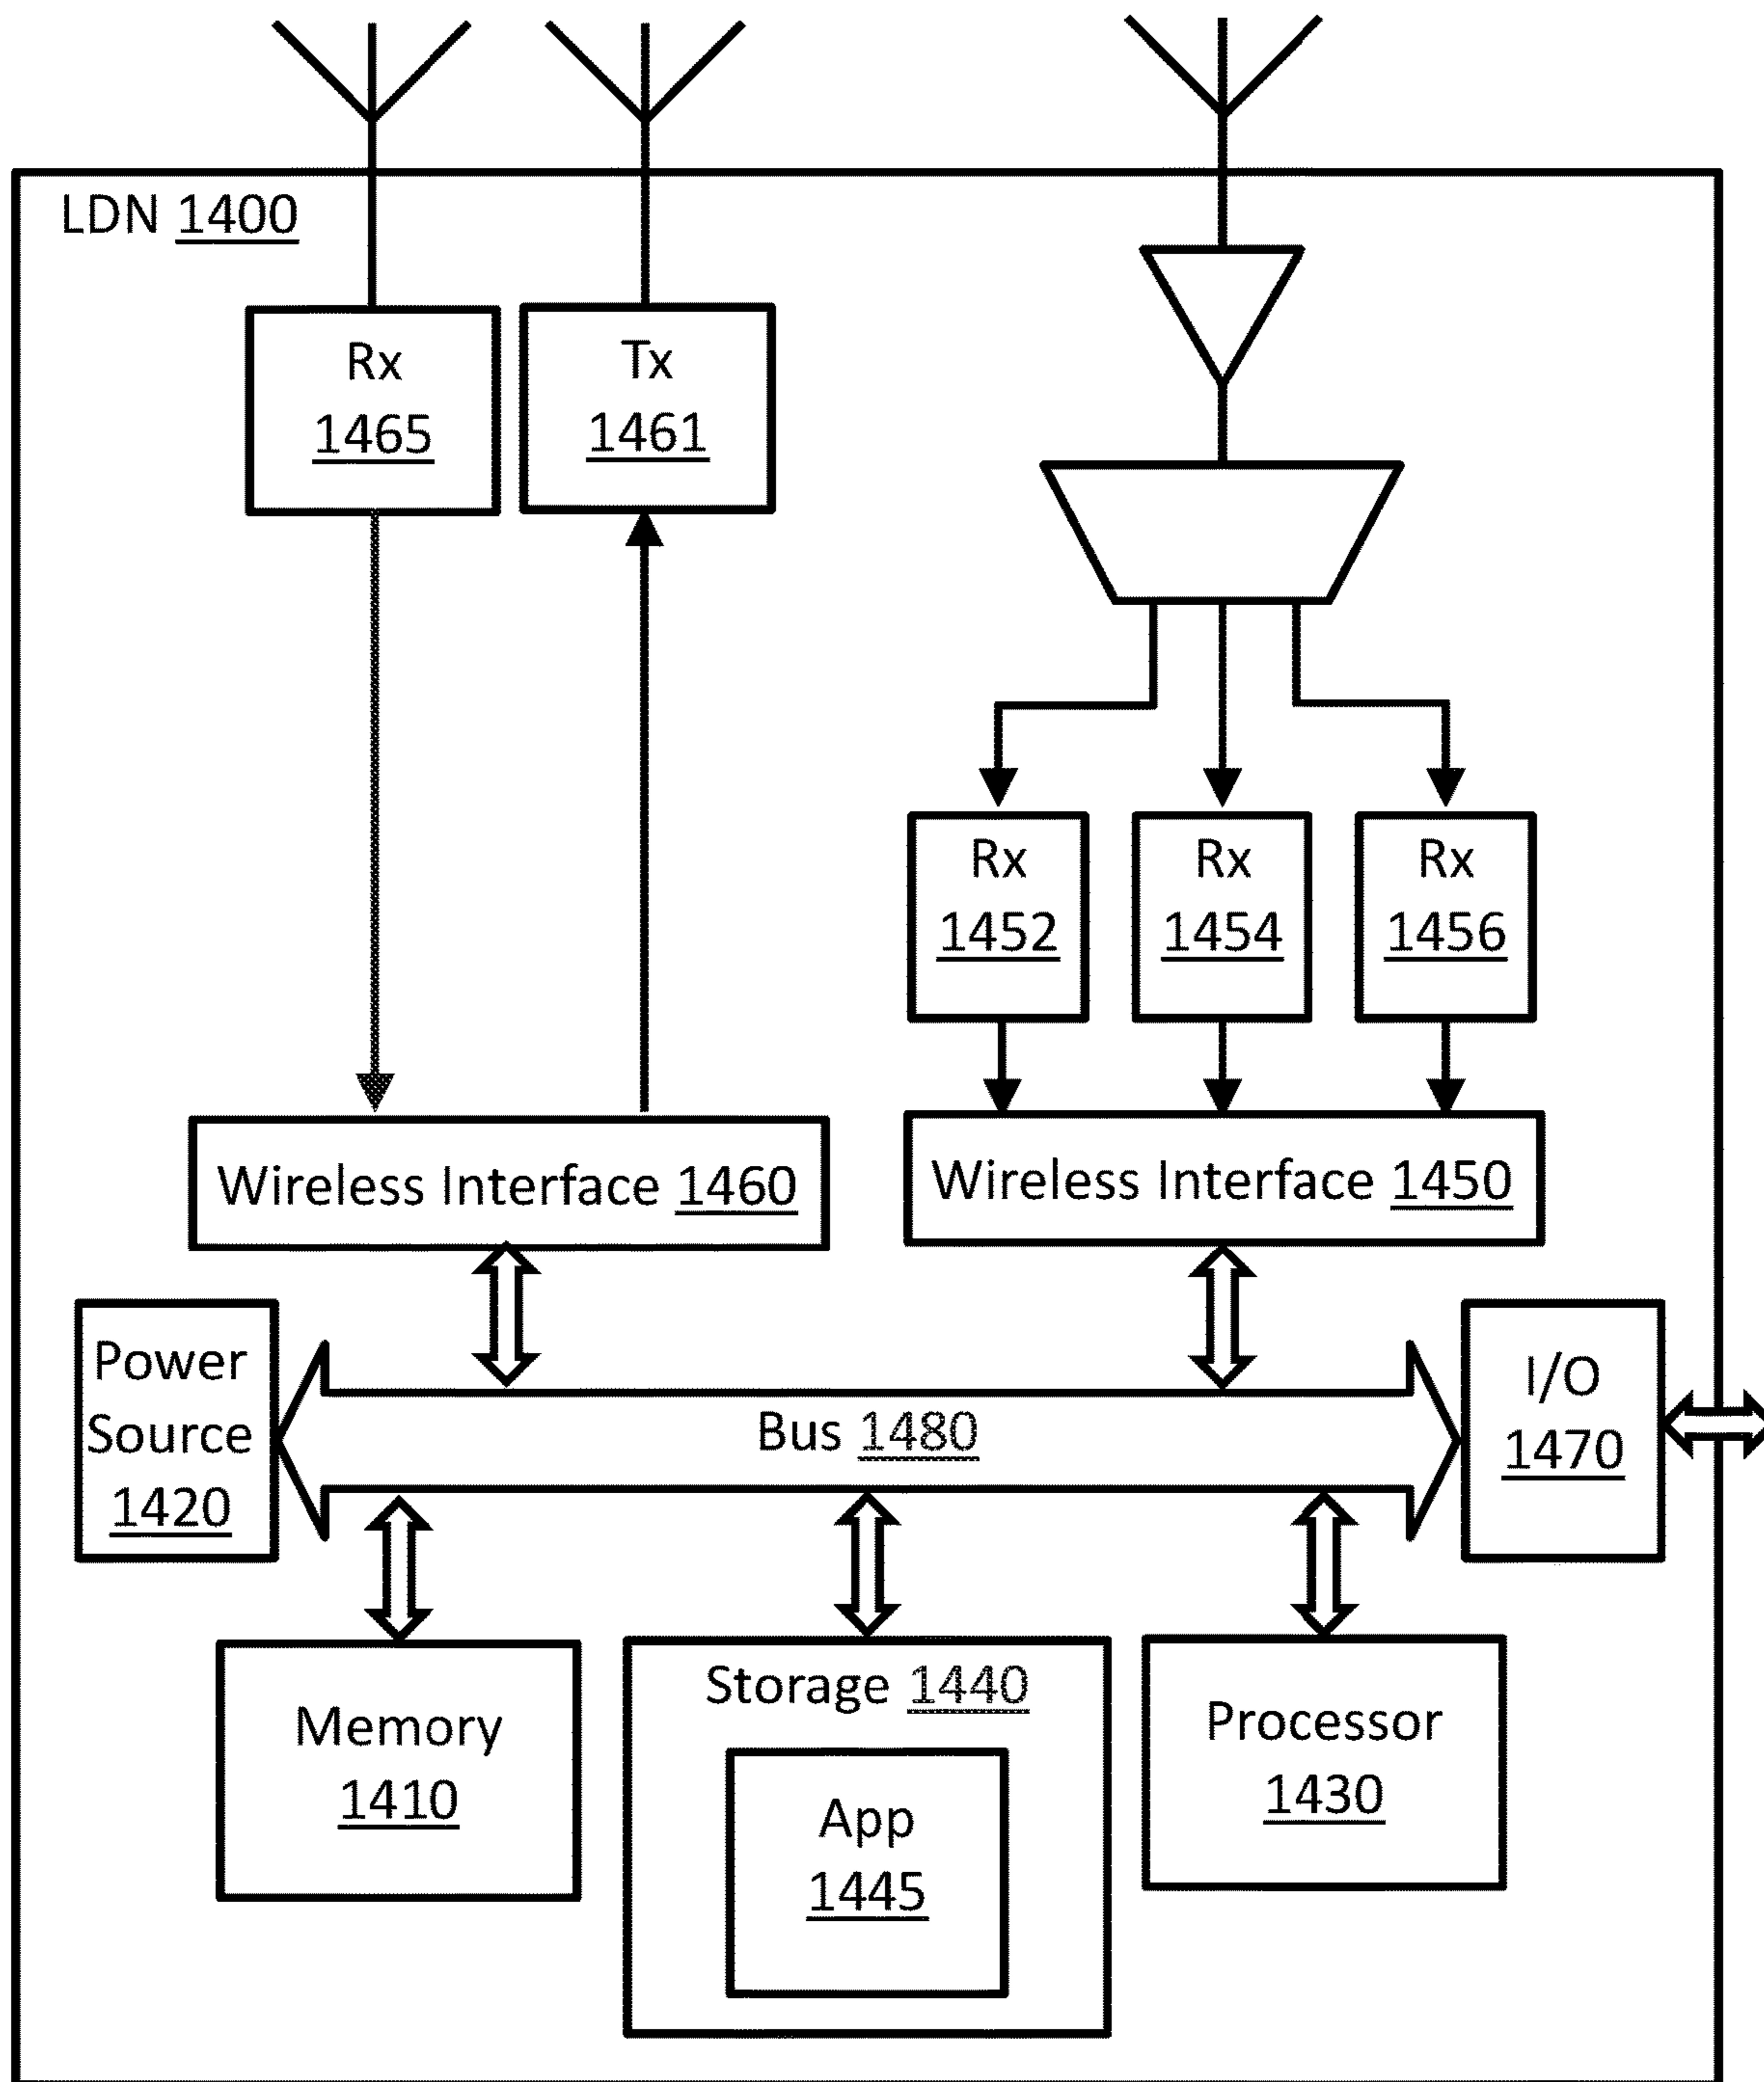 LDN 1400
Rx
1465
Tx
1461
Rx
1452
Rx
1454
Rx
1456
Wireless Interface 1460
Wireless Interface 1450
Power
Source
1420
Bus 1480
I/O
1470
Memory
1410
Storage 1440
App
1445
Processor
1430